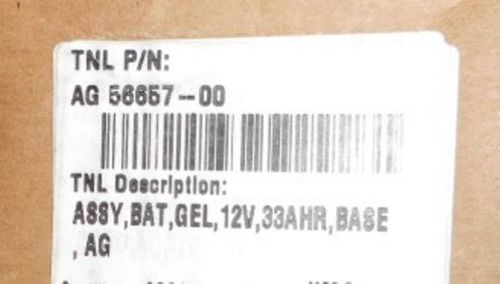 TNL P/N:
AG 56657-00
TNL Description:
ASSY,BAT,GEL,12V,33AHR,BASE
, AG